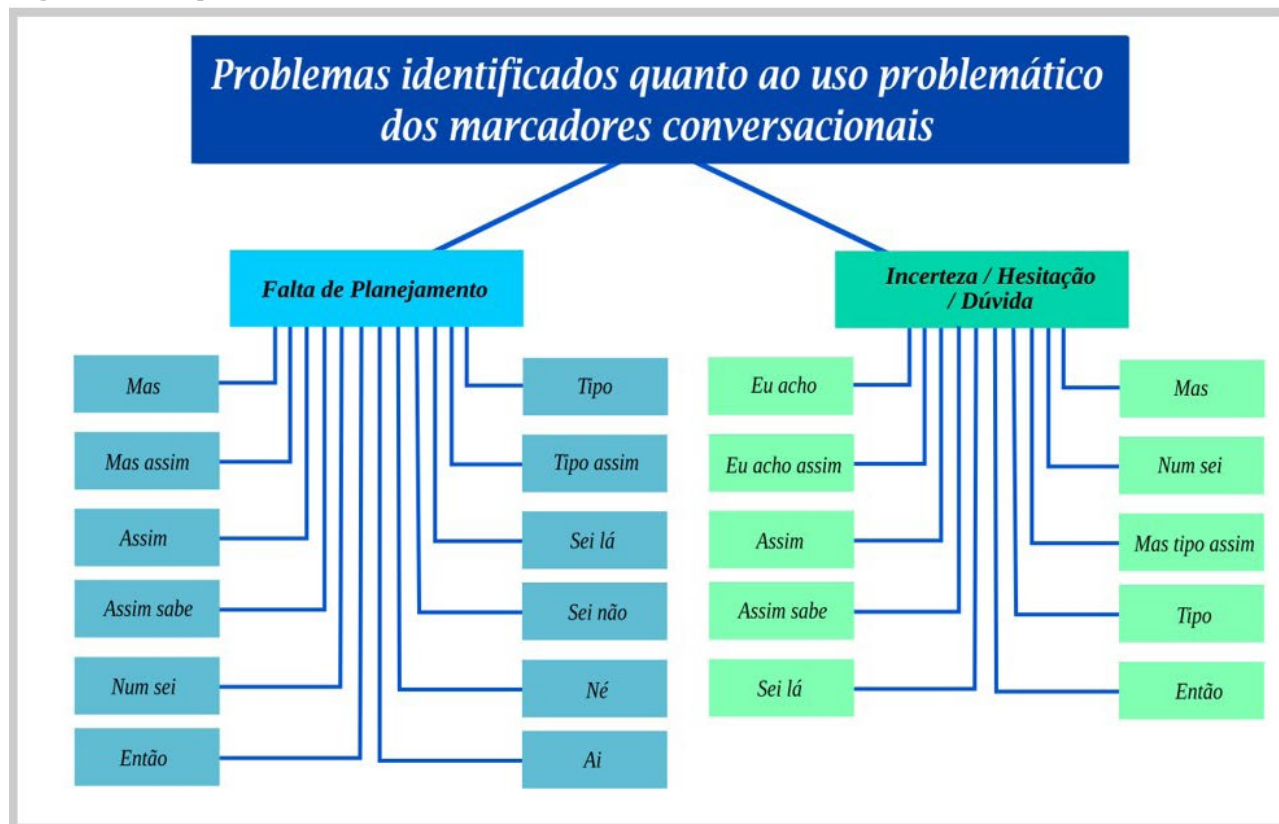 Problemas identificados quanto ao uso problemático
dos marcadores conversacionais
Falta de Planejamento
Mas
Mas assim
Assim
Assim sabe
Num sei
Então
Tipo
Tipo assim
Sei lá
Sei não
Né
Ai
Incerteza / Hesitação
/ Dúvida
Eu acho
Eu acho assim
Assim
Assim sabe
Sei lá
Mas
Num sei
Mas tipo assim
Tipo
Então